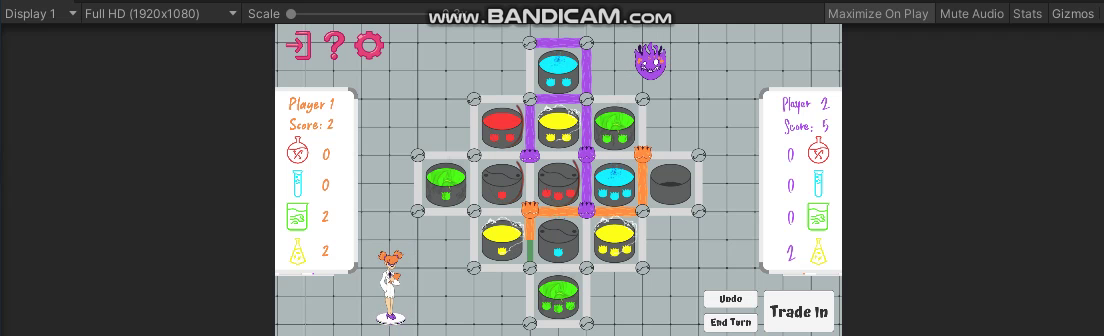 Display 1 Full HD (1920x1080) Scale www.BANDICAM.com Maximize On Play Mute Audio Stats Gizmos
Player 1
Score: 2
0
0
2
2
Player 2
Score: 5
0
0
0
2
Undo
End Turn
Trade In